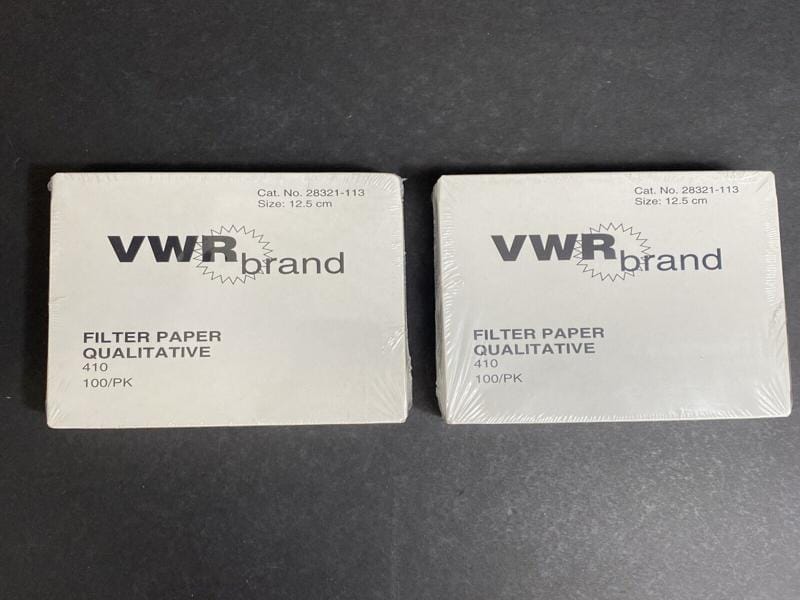 Cat. No. 28321-113
Size: 12.5 cm
VWR brand
FILTER PAPER
QUALITATIVE
410
100/PK
Cat. No. 28321-113
Size: 12.5 cm
VWR brand
FILTER PAPER
QUALITATIVE
410
100/PK